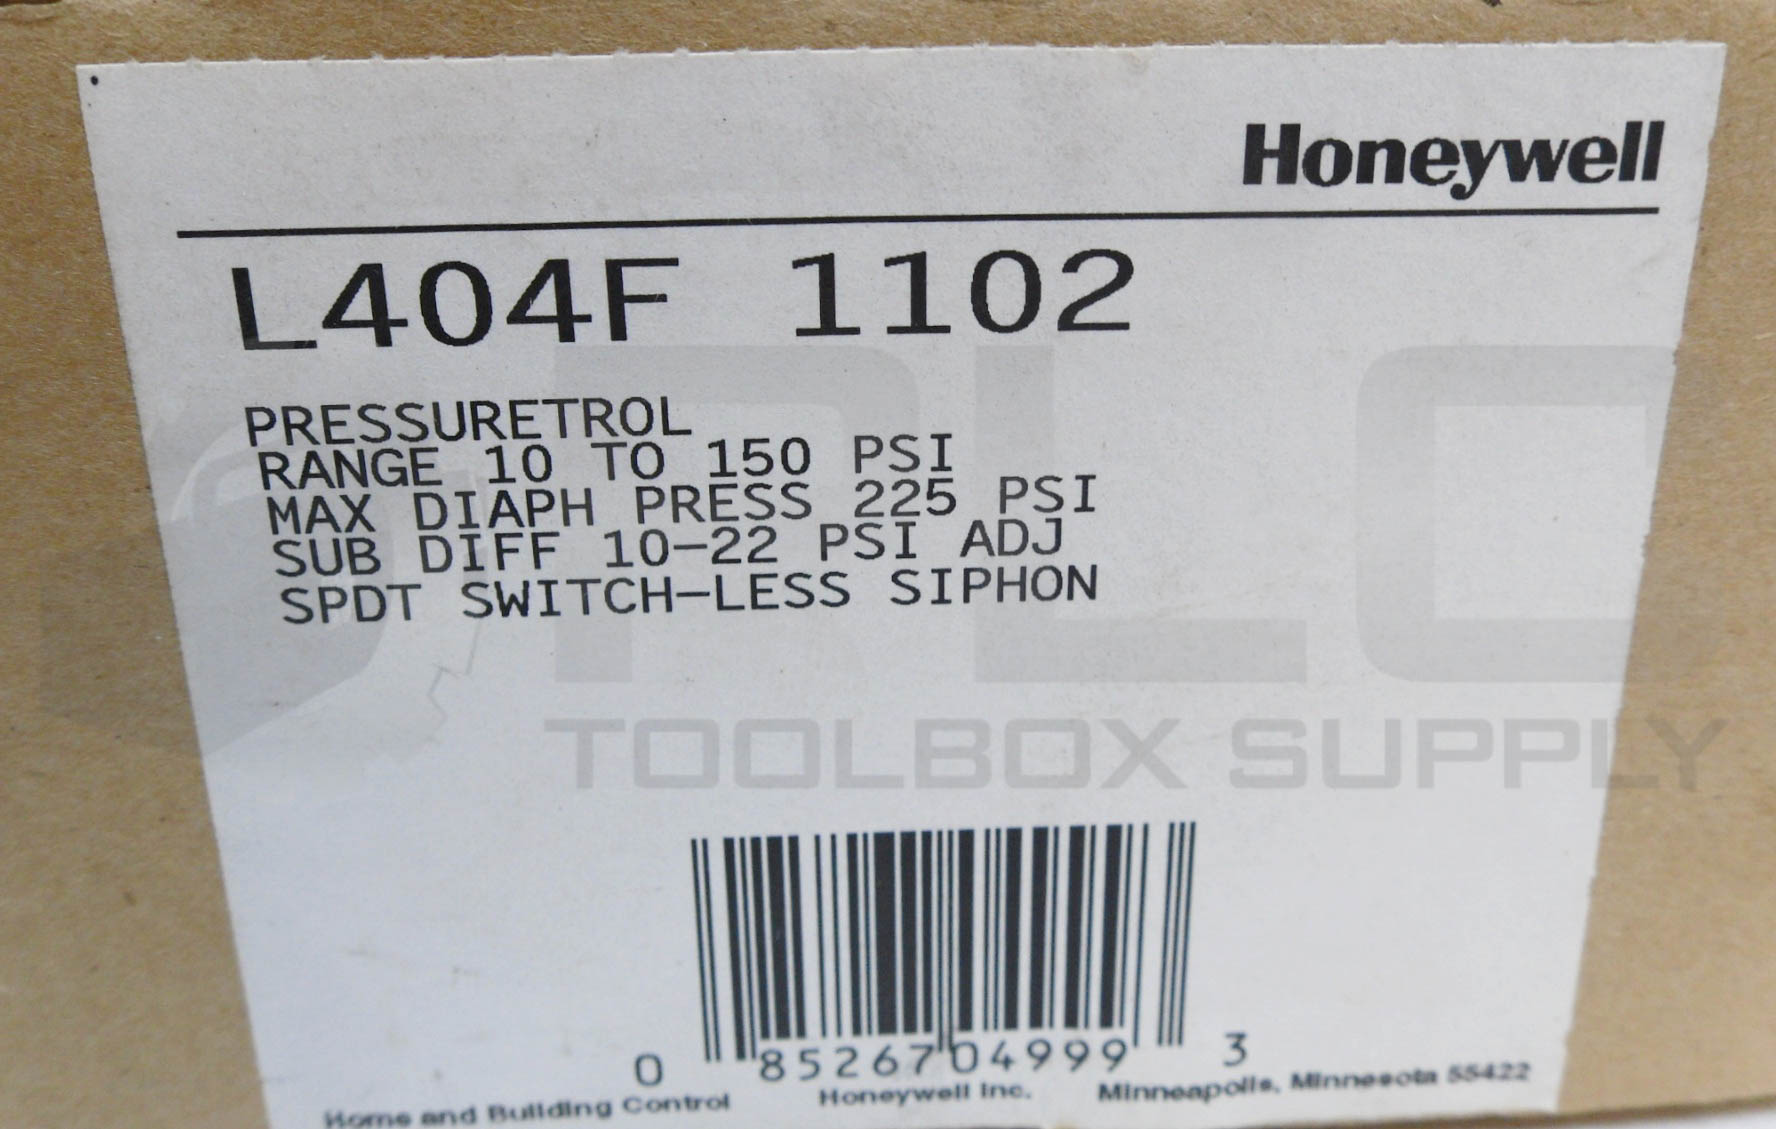 Honeywell
L404F 1102
PRESSURETROL
RANGE 10 TO 150 PSI
MAX DIAPH PRESS 225 PSI
SUB DIFF 10-22 PSI ADJ
SPDT SWITCH-LESS SIPHON
DRLC
TOOLBOX SUPPLY
0 85267 04999 3
Home and Building Control Honeywell Inc. Minneapolis, Minnesota 55422